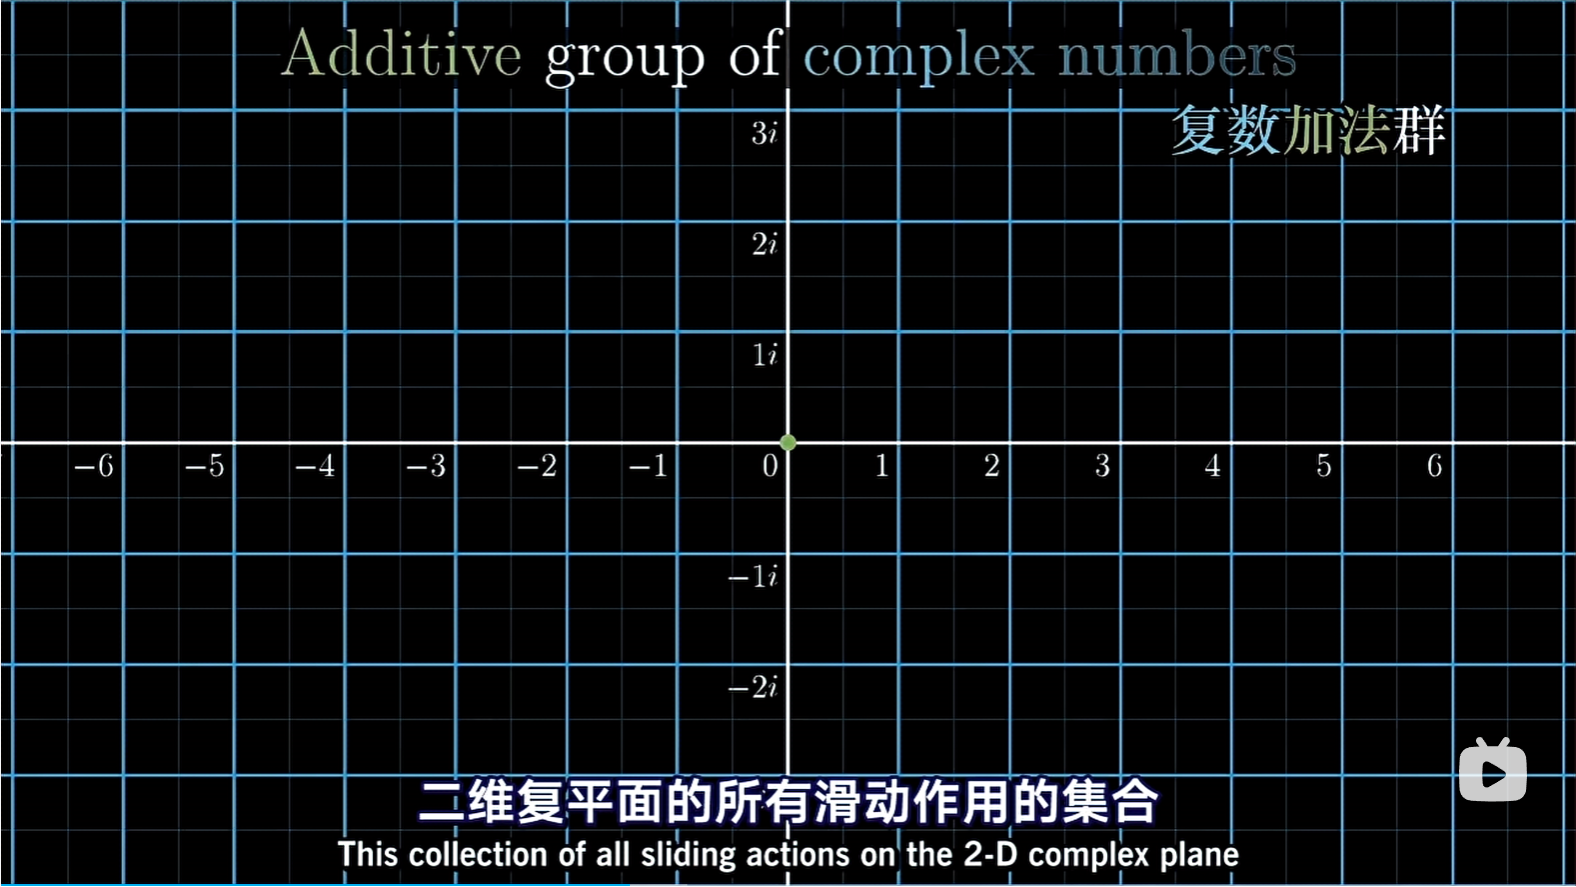 Additive group of complex numbers
复数加法群
3i
2i
1i
−6 −5 −4 −3 −2 −1 0 1 2 3 4 5 6
−1i
−2i
二维复平面的所有滑动作用的集合
This collection of all sliding actions on the 2-D complex plane